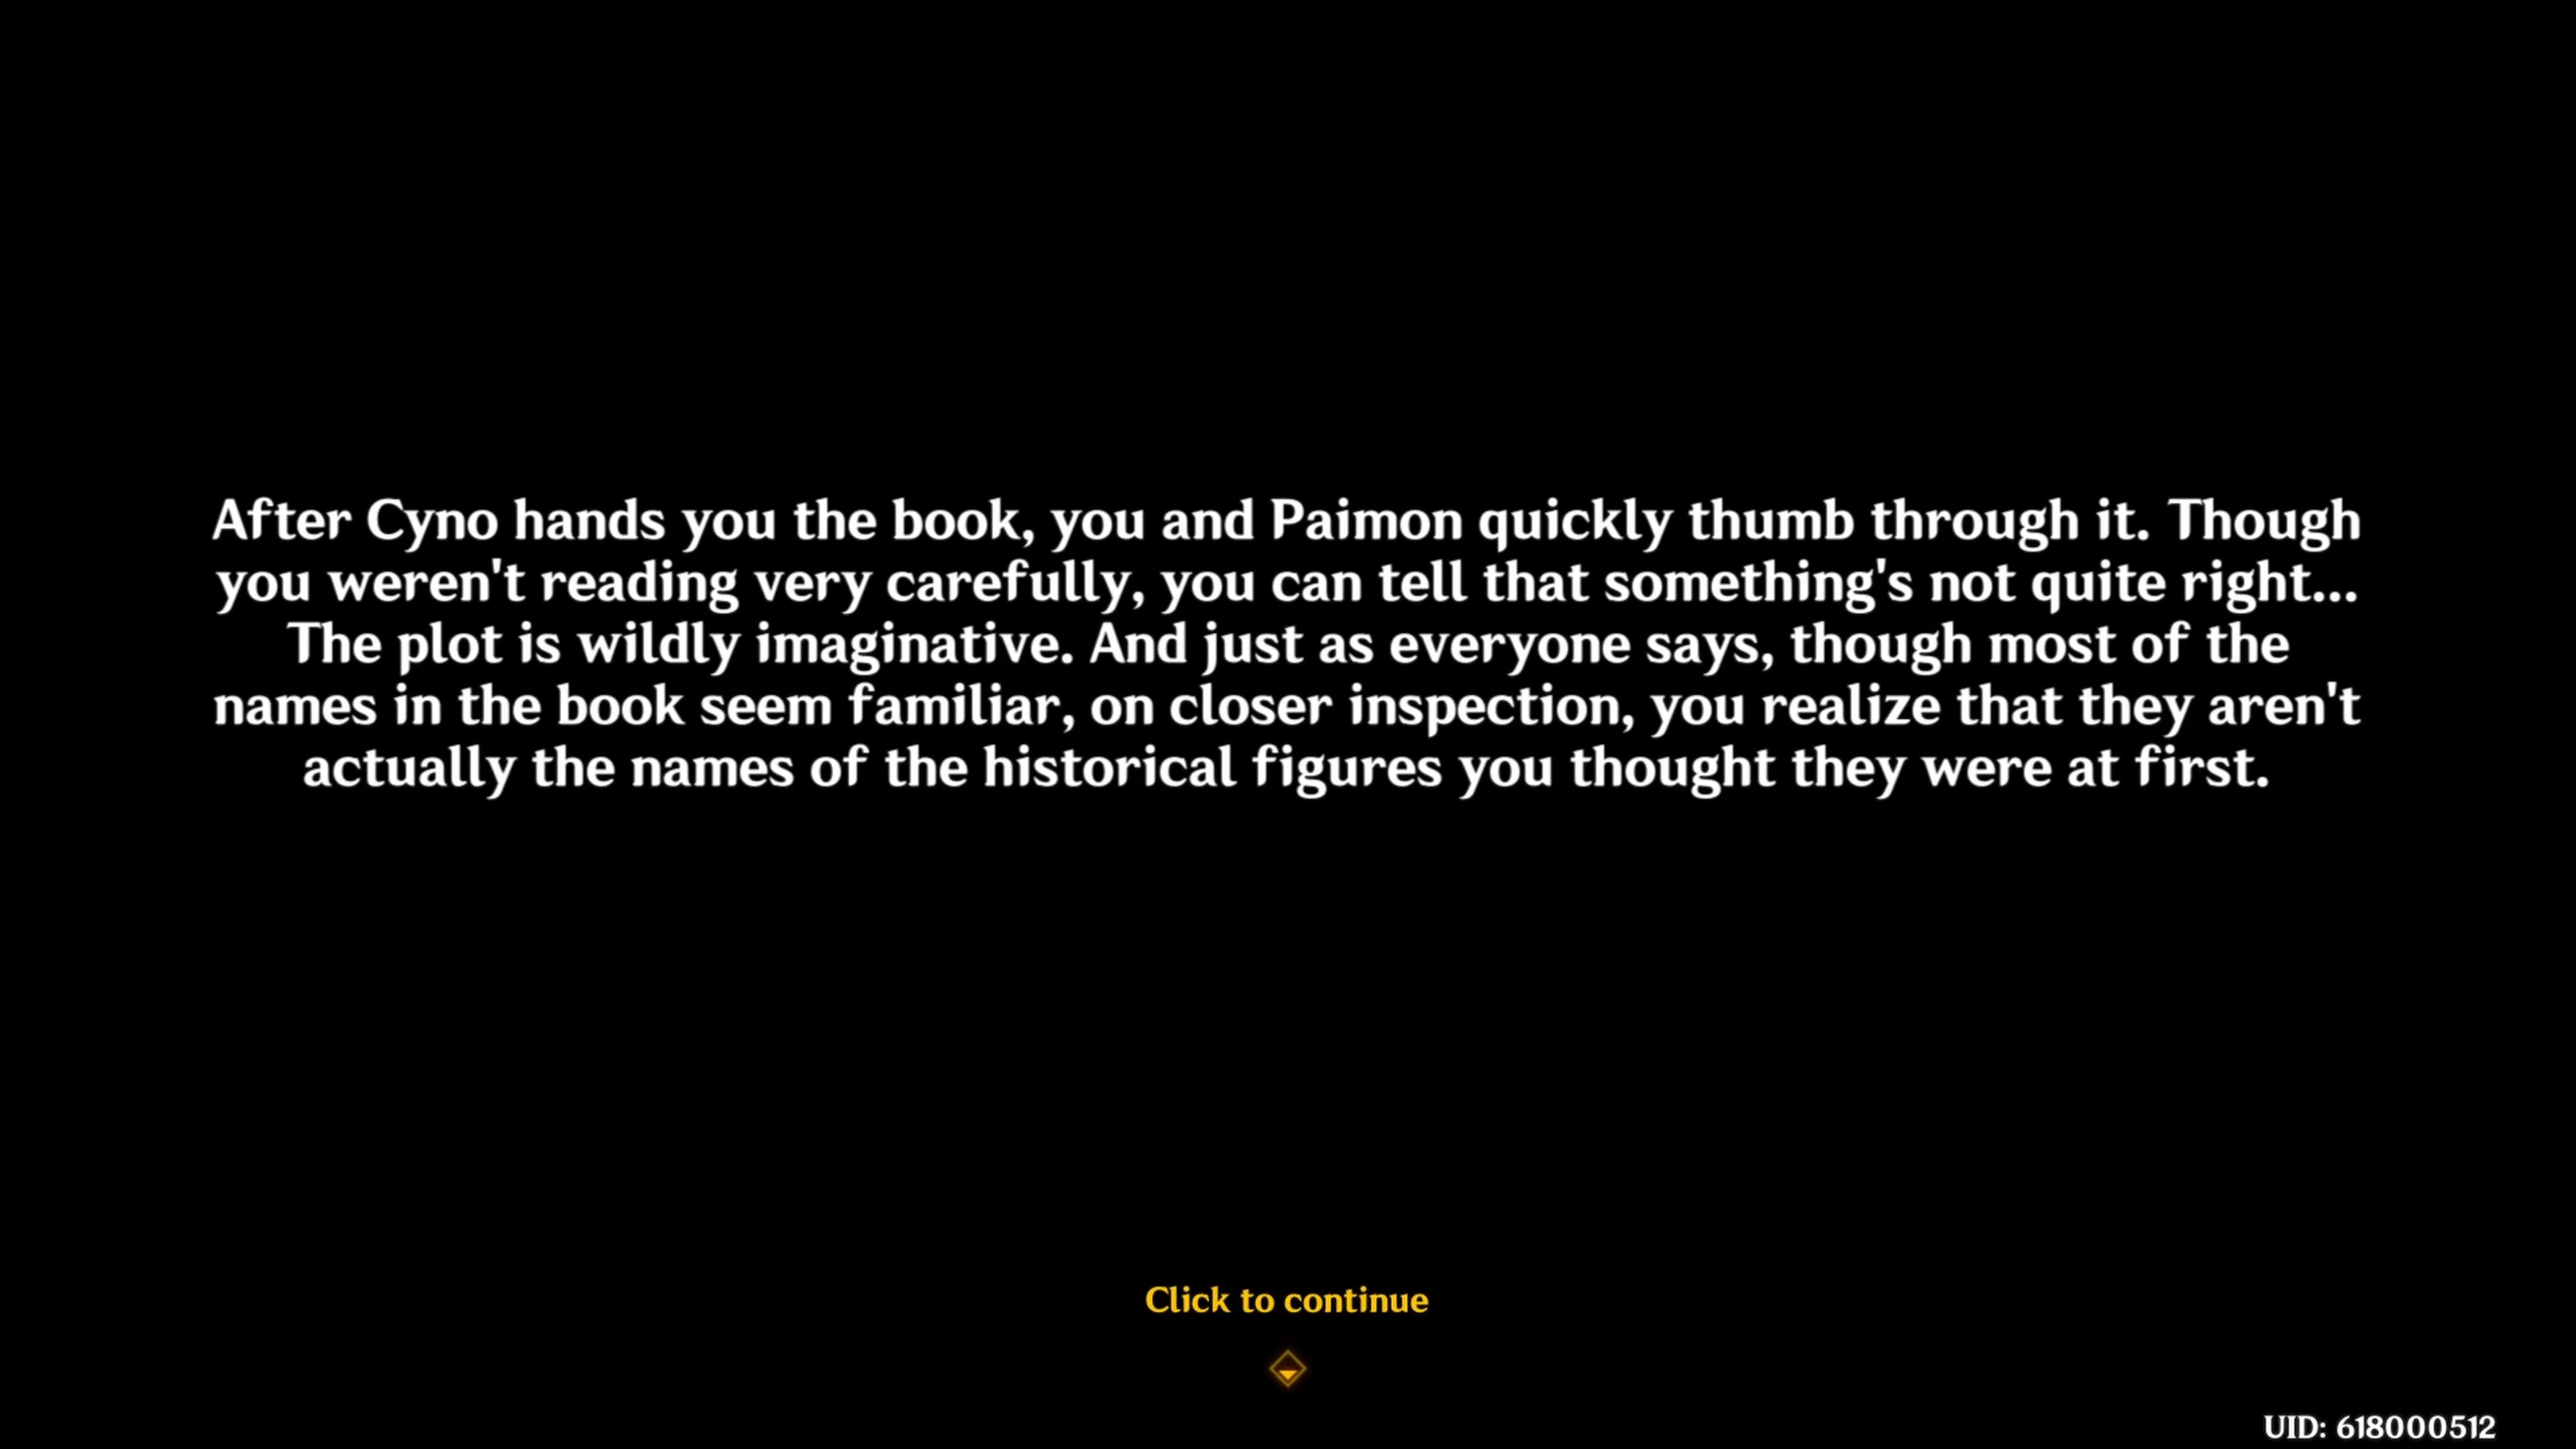 After Cyno hands you the book, you and Paimon quickly thumb through it. Though
you weren't reading very carefully, you can tell that something's not quite right...
The plot is wildly imaginative. And just as everyone says, though most of the
names in the book seem familiar, on closer inspection, you realize that they aren't
actually the names of the historical figures you thought they were at first.
Click to continue
UID: 618000512